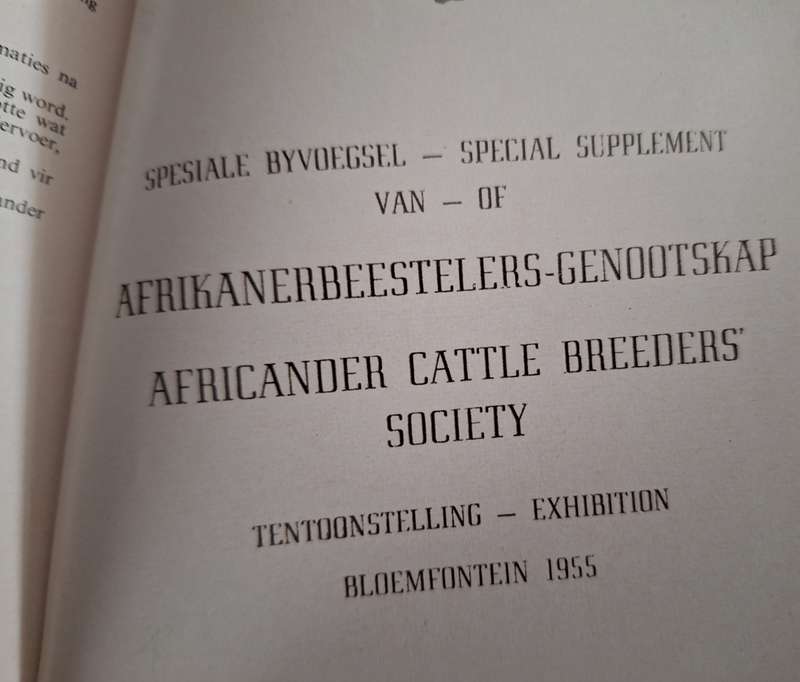 maties na
ig word.
tte wat
ervoer,
nd vir
nder
SPESIALE BYVOEGSEL – SPECIAL SUPPLEMENT
VAN – OF
AFRIKANERBEESTELERS-GENOOTSKAP
AFRICANDER CATTLE BREEDERS'
SOCIETY
TENTOONSTELLING – EXHIBITION
BLOEMFONTEIN 1955